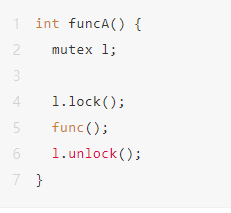 1 int funcA() {
2   mutex l;
3
4   l.lock();
5   func();
6   l.unlock();
7 }